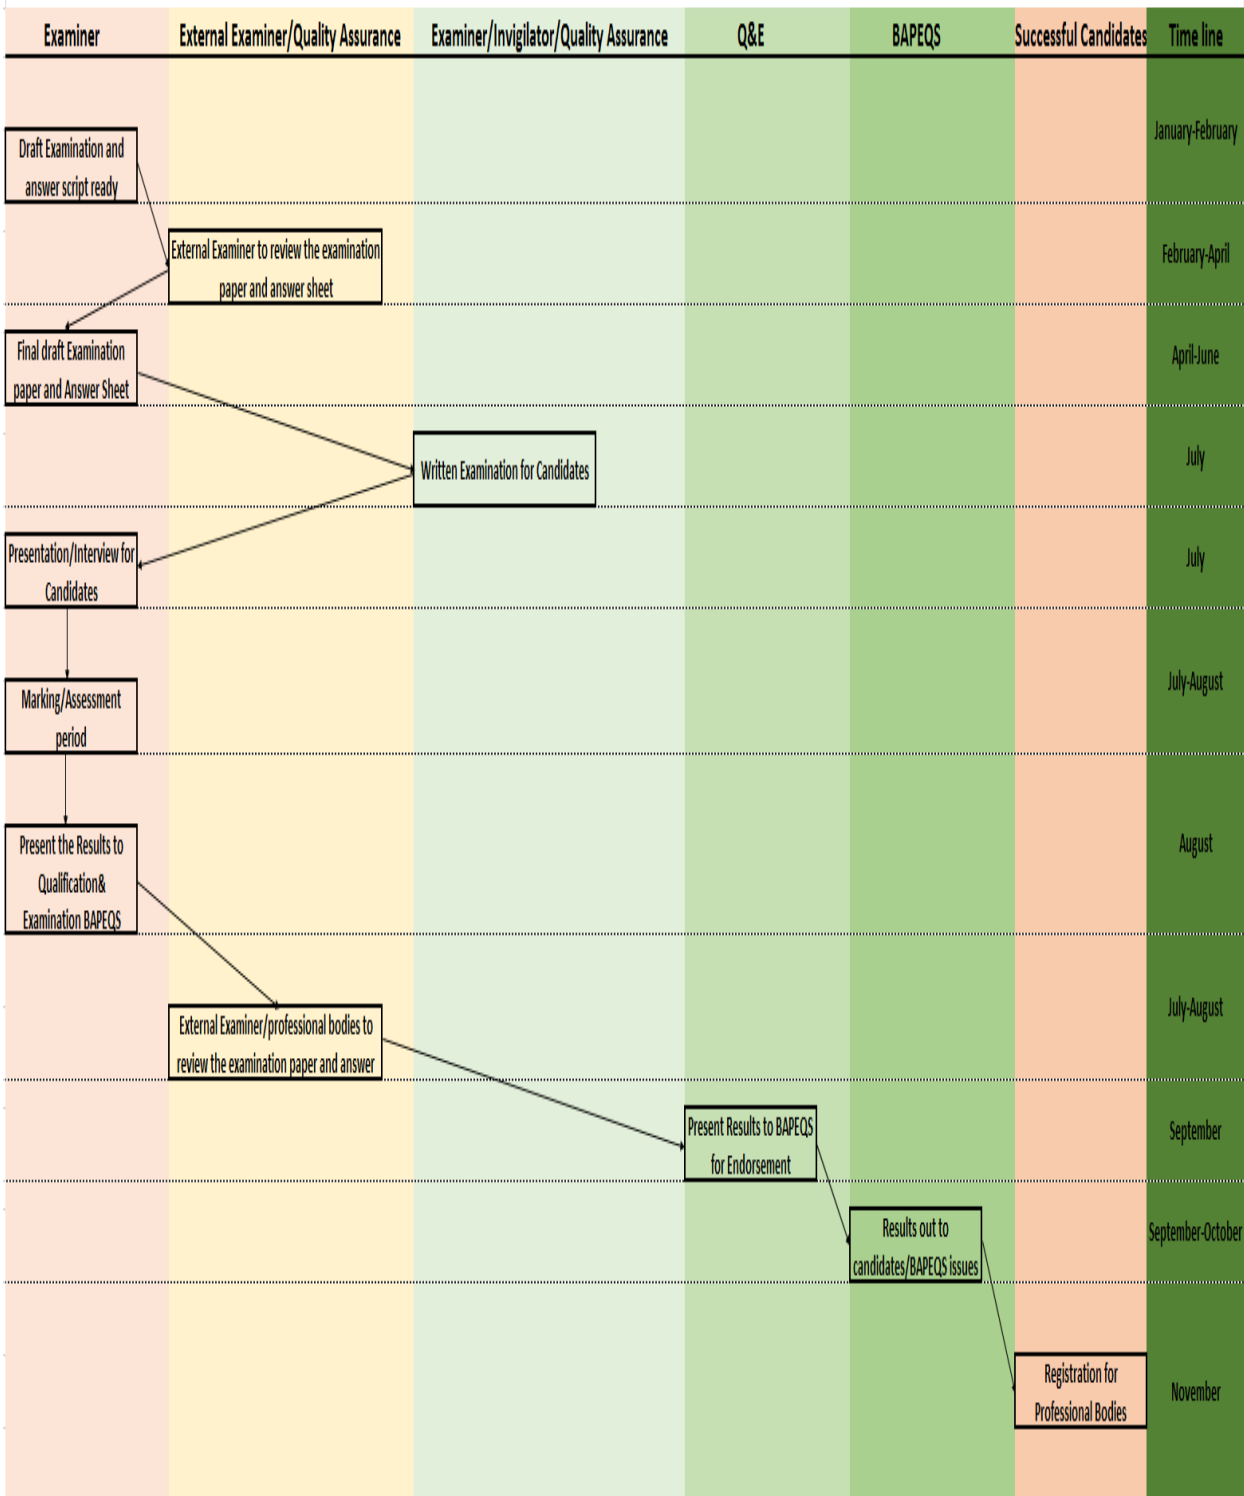 Examiner
External Examiner/Quality Assurance
Examiner/Invigilator/Quality Assurance
Q&E
BAPEQS
Successful Candidates
Time line
Draft Examination and
answer script ready
January-February
External Examiner to review the examination
paper and answer sheet
February-April
Final draft Examination
paper and Answer Sheet
April-June
Written Examination for Candidates
July
Presentation/Interview for
Candidates
July
Marking/Assessment
period
July-August
Present the Results to
Qualification&
Examination BAPEQS
August
External Examiner/professional bodies to
review the examination paper and answer
July-August
Present Results to BAPEQS
for Endorsement
September
Results out to
candidates/BAPEQS issues
September-October
Registration for
Professional Bodies
November